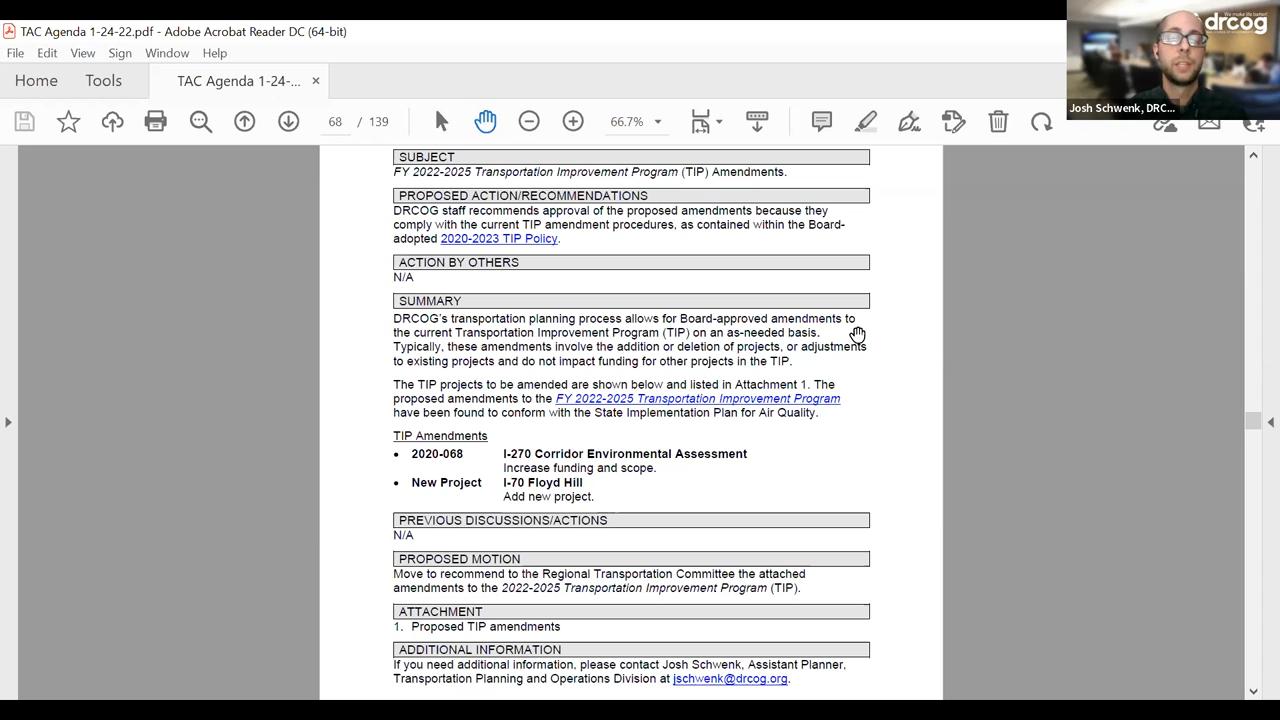 TAC Agenda 1-24-22.pdf - Adobe Acrobat Reader DC (64-bit)
File Edit View Sign Window Help
Home Tools TAC Agenda 1-24-... ×
68 / 139 66.7%
drcog
Josh Schwenk, DRC...
SUBJECT
FY 2022-2025 Transportation Improvement Program (TIP) Amendments.
PROPOSED ACTION/RECOMMENDATIONS
DRCOG staff recommends approval of the proposed amendments because they
comply with the current TIP amendment procedures, as contained within the Board-
adopted 2020-2023 TIP Policy.
ACTION BY OTHERS
N/A
SUMMARY
DRCOG's transportation planning process allows for Board-approved amendments to
the current Transportation Improvement Program (TIP) on an as-needed basis.
Typically, these amendments involve the addition or deletion of projects, or adjustments
to existing projects and do not impact funding for other projects in the TIP.
The TIP projects to be amended are shown below and listed in Attachment 1. The
proposed amendments to the FY 2022-2025 Transportation Improvement Program
have been found to conform with the State Implementation Plan for Air Quality.
TIP Amendments
• 2020-068 I-270 Corridor Environmental Assessment
Increase funding and scope.
• New Project I-70 Floyd Hill
Add new project.
PREVIOUS DISCUSSIONS/ACTIONS
N/A
PROPOSED MOTION
Move to recommend to the Regional Transportation Committee the attached
amendments to the 2022-2025 Transportation Improvement Program (TIP).
ATTACHMENT
1. Proposed TIP amendments
ADDITIONAL INFORMATION
If you need additional information, please contact Josh Schwenk, Assistant Planner,
Transportation Planning and Operations Division at jschwenk@drcog.org.